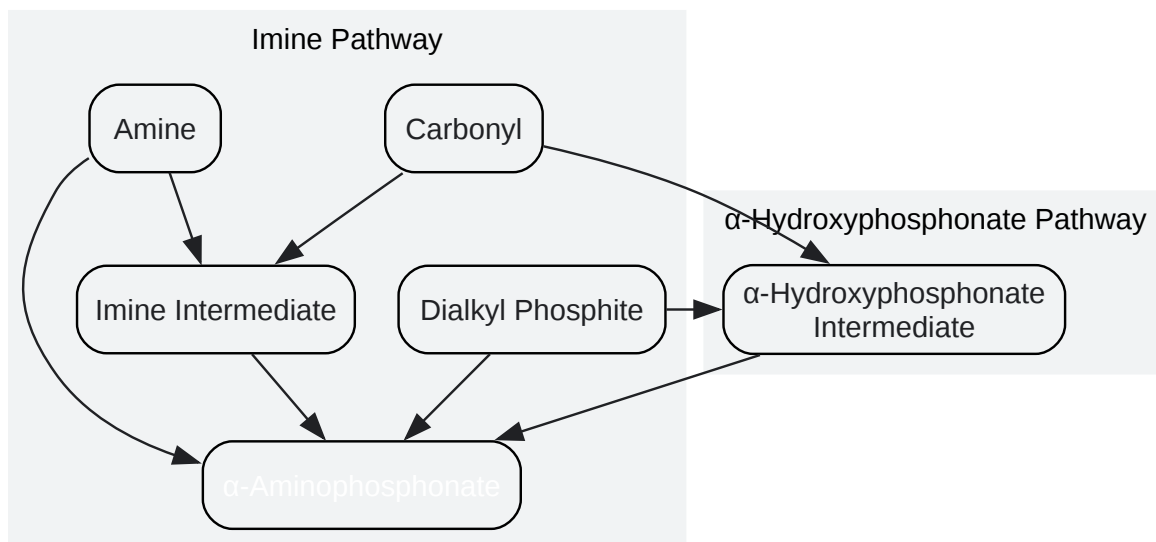 Imine Pathway
Amine
Carbonyl
α-Hydroxyphosphonate Pathway
Imine Intermediate
Dialkyl Phosphite
α-Hydroxyphosphonate
Intermediate
α-Aminophosphonate